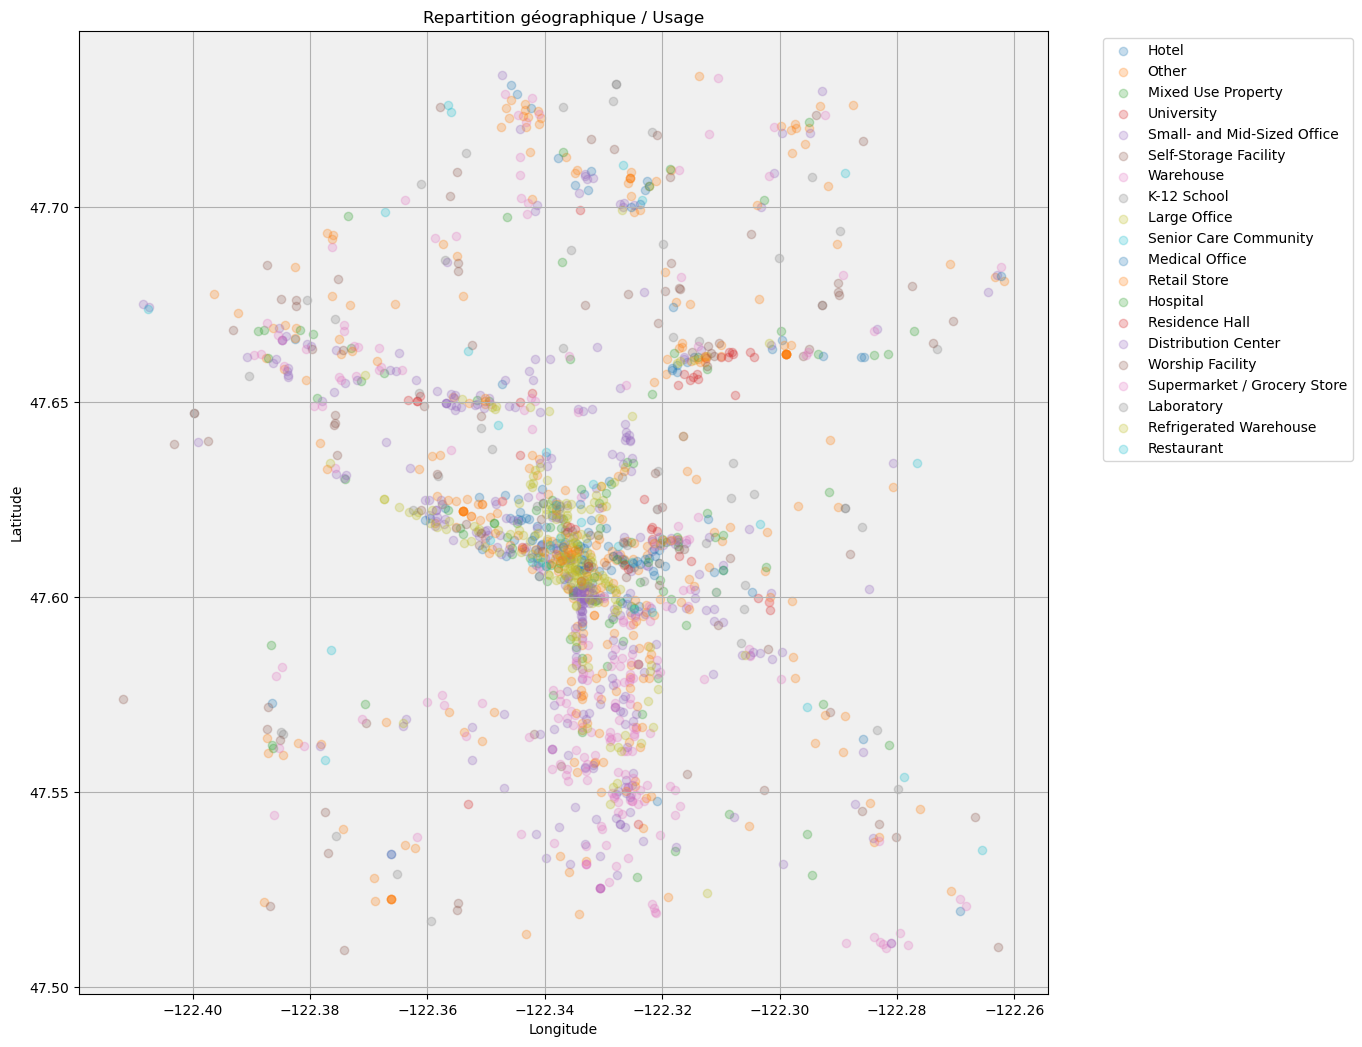 Repartition géographique / Usage
Hotel
Other
Mixed Use Property
University
Small- and Mid-Sized Office
Self-Storage Facility
Warehouse
K-12 School
Large Office
Senior Care Community
Medical Office
Retail Store
Hospital
Residence Hall
Distribution Center
Worship Facility
Supermarket / Grocery Store
Laboratory
Refrigerated Warehouse
Restaurant
Latitude
47.70
47.65
47.60
47.55
47.50
−122.40 −122.38 −122.36 −122.34 −122.32 −122.30 −122.28 −122.26
Longitude